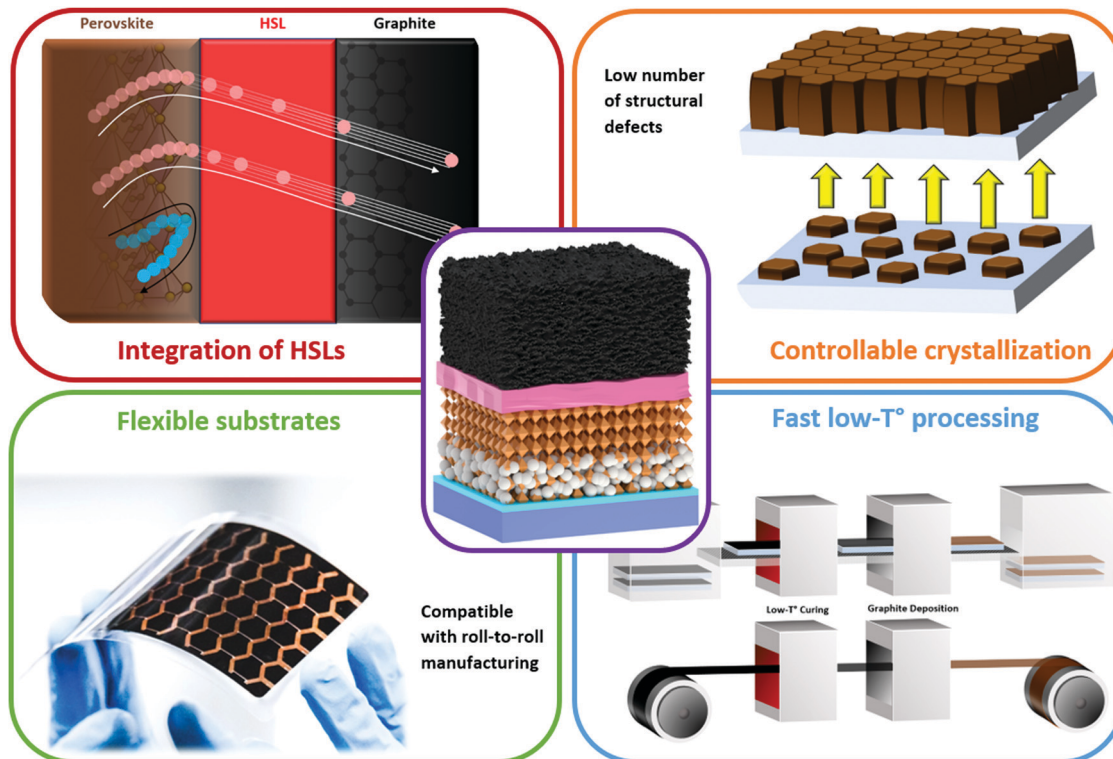 Perovskite
HSL
Graphite
Integration of HSLs
Low number
of structural
defects
Controllable crystallization
Flexible substrates
Compatible
with roll-to-roll
manufacturing
Fast low-T° processing
Low-T° Curing
Graphite Deposition